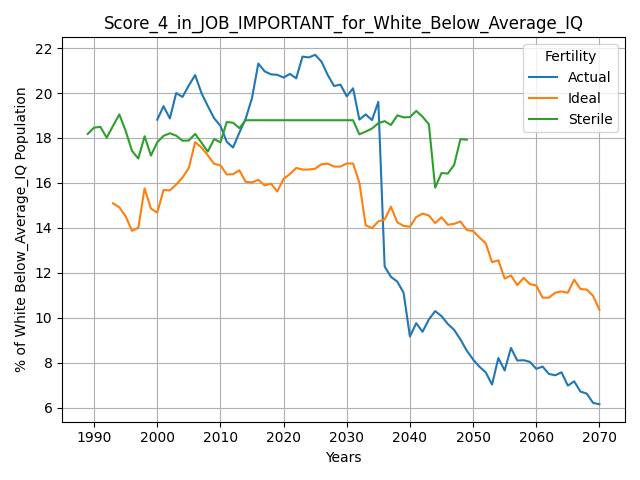 Score_4_in_JOB_IMPORTANT_for_White_Below_Average_IQ
% of White Below_Average_IQ Population
22
20
18
16
14
12
10
8
6
Fertility
Actual
Ideal
Sterile
1990 2000 2010 2020 2030 2040 2050 2060 2070
Years